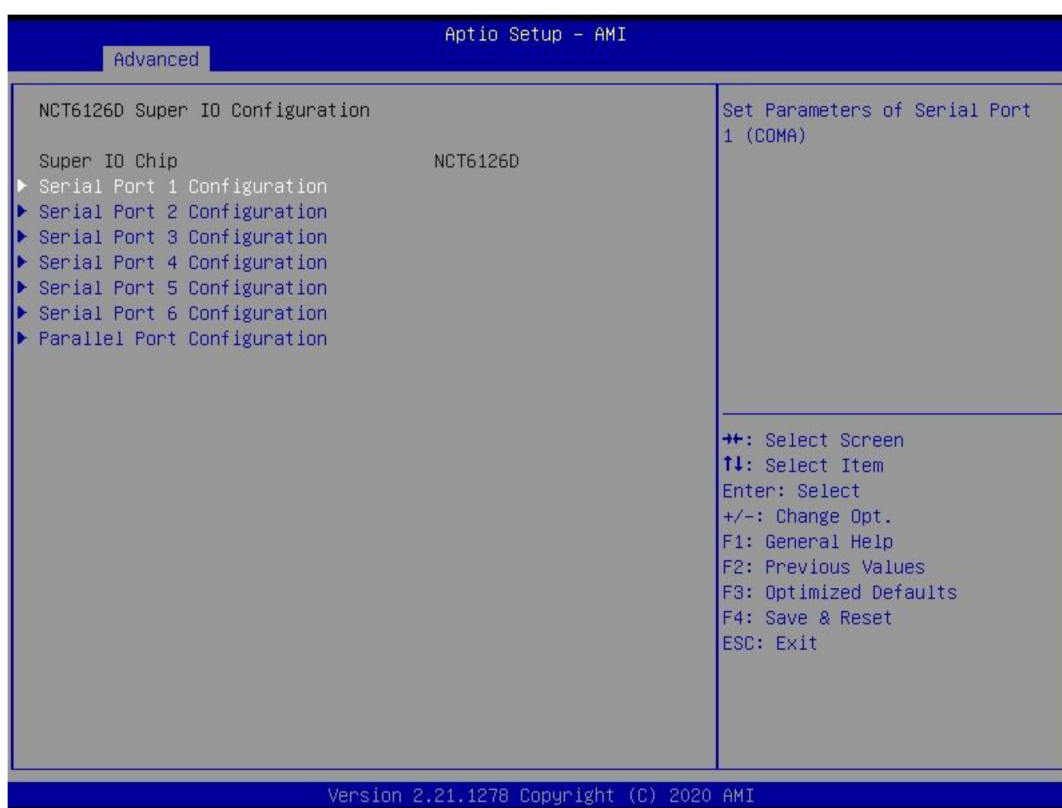 Aptio Setup - AMI
Advanced
NCT6126D Super IO Configuration
Super IO Chip NCT6126D
Serial Port 1 Configuration
Serial Port 2 Configuration
Serial Port 3 Configuration
Serial Port 4 Configuration
Serial Port 5 Configuration
Serial Port 6 Configuration
Parallel Port Configuration
Set Parameters of Serial Port
1 (COMA)
→←: Select Screen
↑↓: Select Item
Enter: Select
+/-: Change Opt.
F1: General Help
F2: Previous Values
F3: Optimized Defaults
F4: Save & Reset
ESC: Exit
Version 2.21.1278 Copyright (C) 2020 AMI